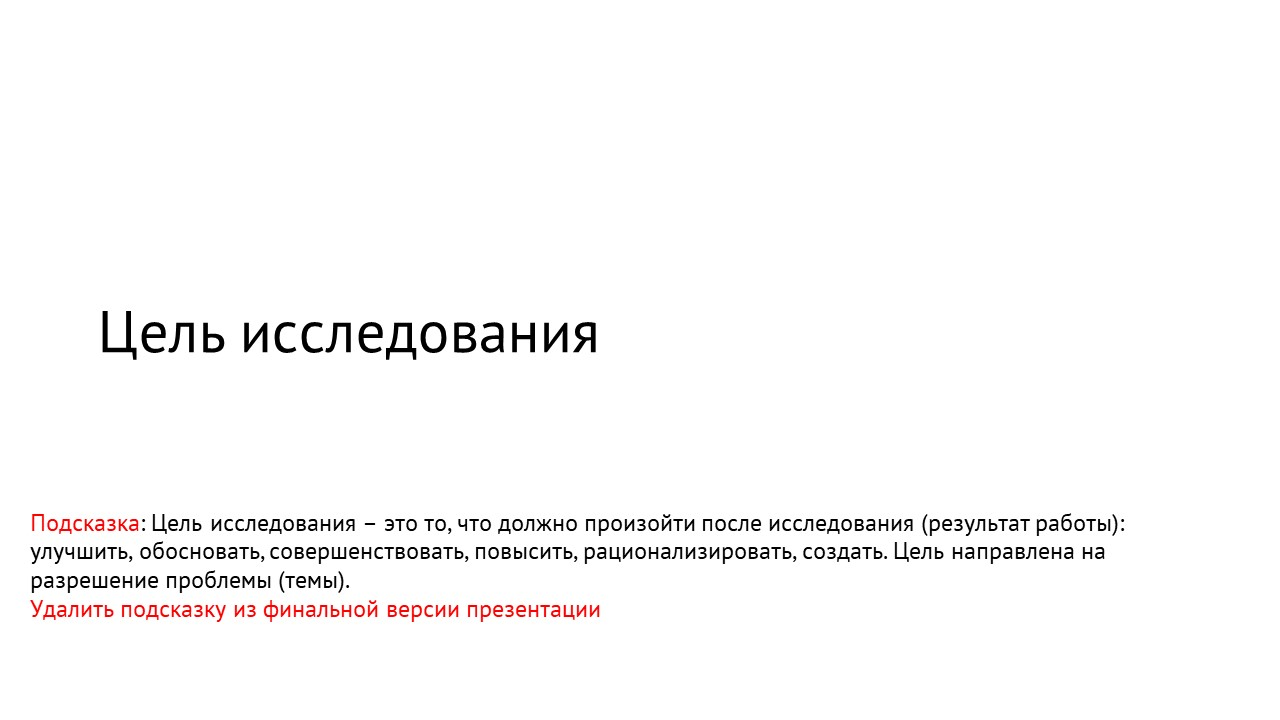 Цель исследования
Подсказка: Цель исследования – это то, что должно произойти после исследования (результат работы):
улучшить, обосновать, совершенствовать, повысить, рационализировать, создать. Цель направлена на
разрешение проблемы (темы).
Удалить подсказку из финальной версии презентации